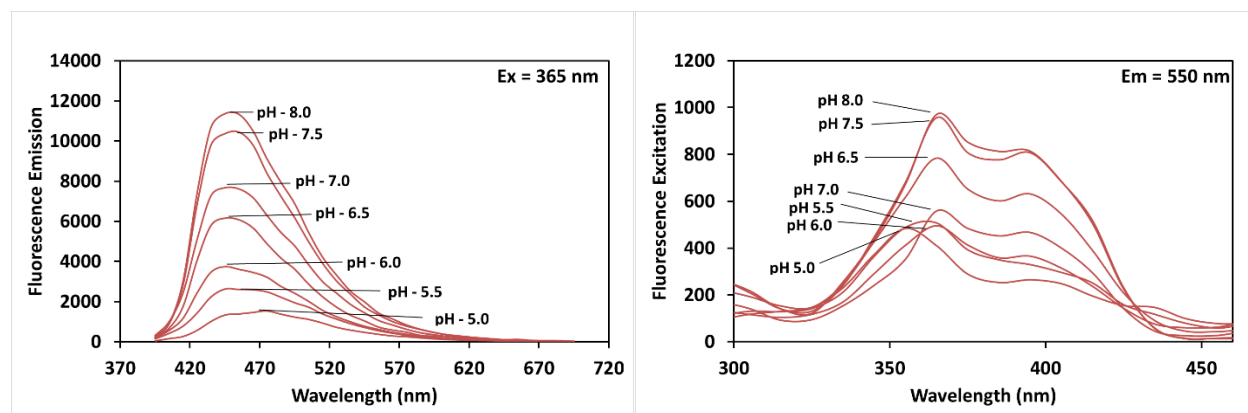 14000
12000
10000
8000
6000
4000
2000
0
Fluorescence Emission
Ex = 365 nm
pH - 8.0
pH - 7.5
pH - 7.0
pH - 6.5
pH - 6.0
pH - 5.5
pH - 5.0
370 420 470 520 570 620 670 720
Wavelength (nm)
1200
1000
800
600
400
200
0
Fluorescence Excitation
Em = 550 nm
pH 8.0
pH 7.5
pH 6.5
pH 7.0
pH 5.5
pH 6.0
pH 5.0
300 350 400 450
Wavelength (nm)